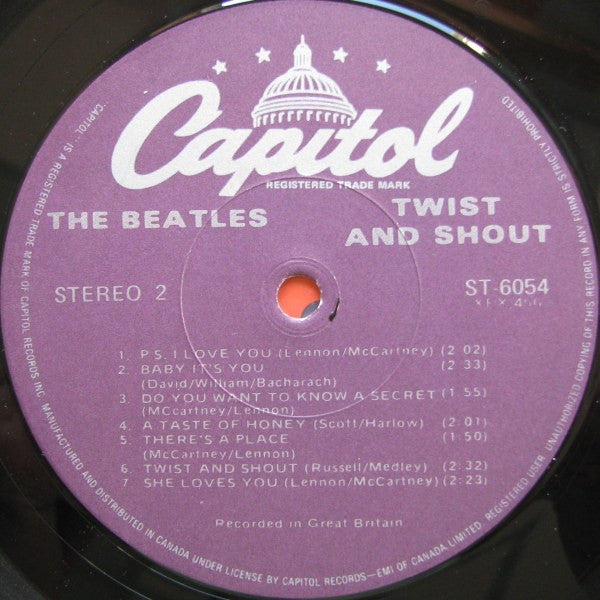 Capitol
REGISTERED TRADE MARK
THE BEATLES
TWIST
AND SHOUT
STEREO 2
ST-6054
1. P.S. I LOVE YOU (Lennon/McCartney) (2:02)
2. BABY IT'S YOU (2:33)
(David/William/Bacharach)
3. DO YOU WANT TO KNOW A SECRET (1:55)
(MCcartney/Lennon)
4. A TASTE OF HONEY (Scott/Harlow) (2:01)
5. THERE'S A PLACE (1:50)
(McCartney/Lennon)
6. TWIST AND SHOUT (Russell/Medley) (2:32)
7. SHE LOVES YOU (Lennon/McCartney) (2:23)
Recorded in Great Britain
"CAPITOL" IS A REGISTERED TRADE MARK OF CAPITOL RECORDS INC. MANUFACTURED AND DISTRIBUTED IN CANADA UNDER LICENSE BY CAPITOL RECORDS—EMI OF CANADA LIMITED. REGISTERED USER. UNAUTHORIZED COPYING OF THIS RECORD IN ANY FORM IS STRICTLY PROHIBITED